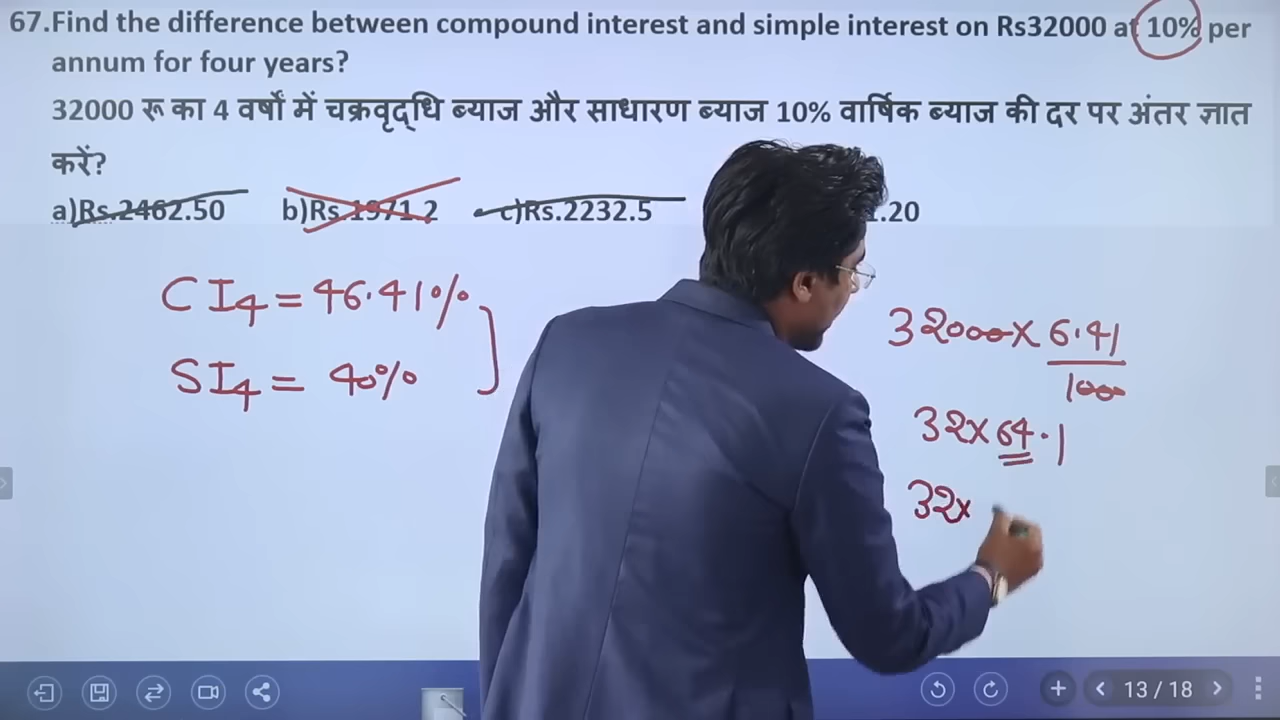 67.Find the difference between compound interest and simple interest on Rs32000 at 10% per
annum for four years?
32000 रू का 4 वर्षों में चक्रवृद्धि ब्याज और साधारण ब्याज 10% वार्षिक ब्याज की दर पर अंतर ज्ञात
करें?
a)Rs.2462.50 b)Rs 1971.2 c)Rs.2232.5 .20
CI4 = 46.41%
SI4 = 40%
32000 × 6.41
100
32 × 64.1
32 ×
13 / 18